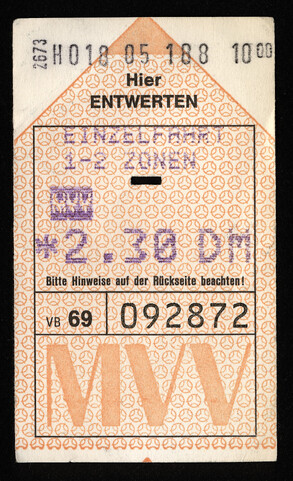 2673
H018 05 188 10 00
Hier
ENTWERTEN
EINZELFAHRT
1-2 ZONEN
MVV
*2.30 DM
Bitte Hinweise auf der Rückseite beachten!
VB 69 092872
MVV